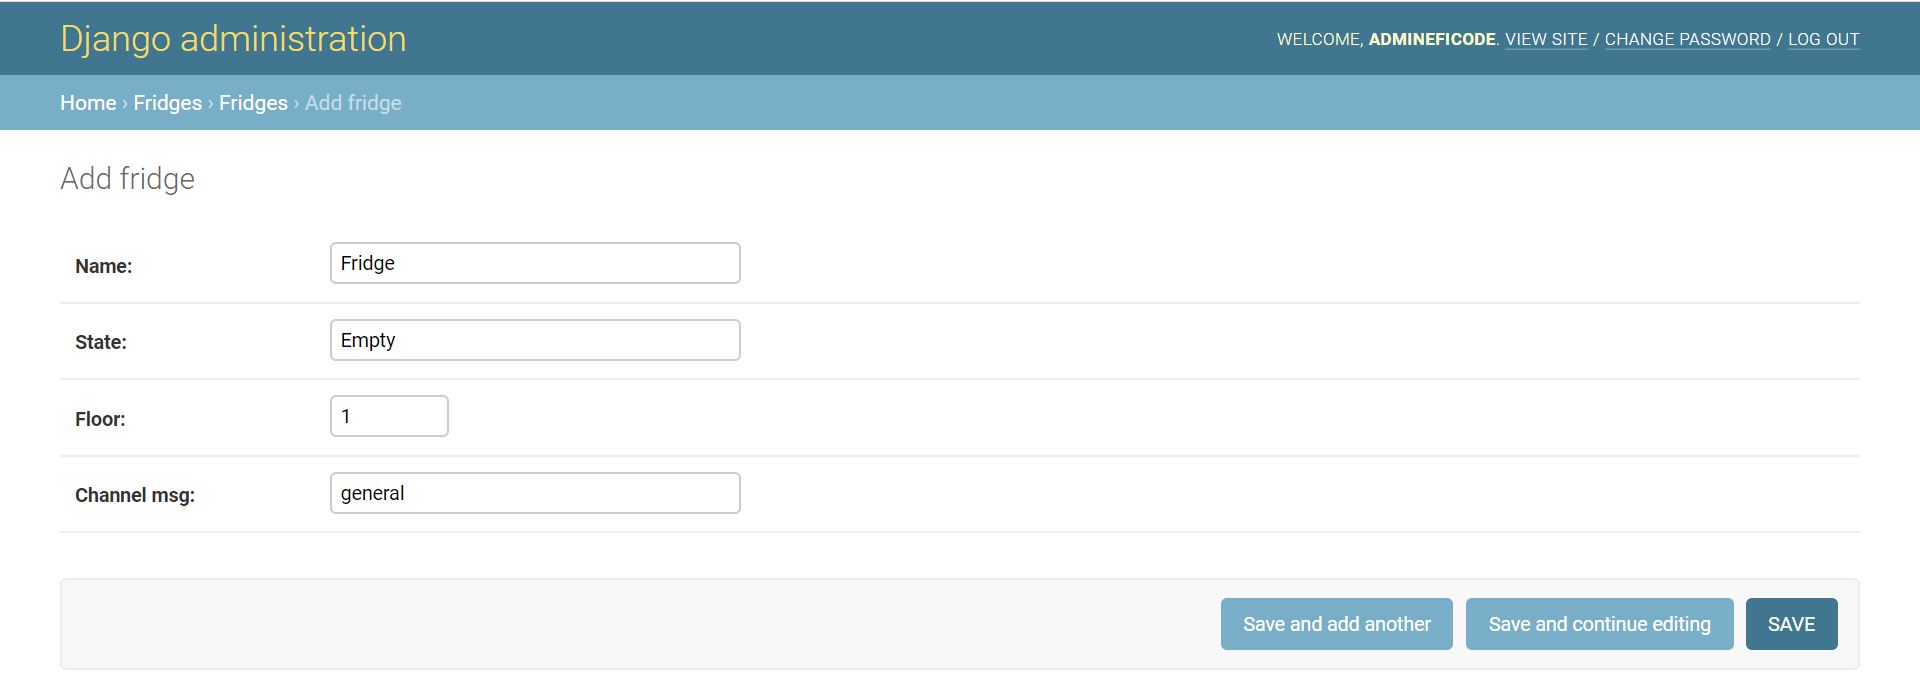 Django administration
WELCOME, ADMINEFICODE. VIEW SITE / CHANGE PASSWORD / LOG OUT
Home › Fridges › Fridges › Add fridge
Add fridge
Name: Fridge
State: Empty
Floor: 1
Channel msg: general
Save and add another Save and continue editing SAVE